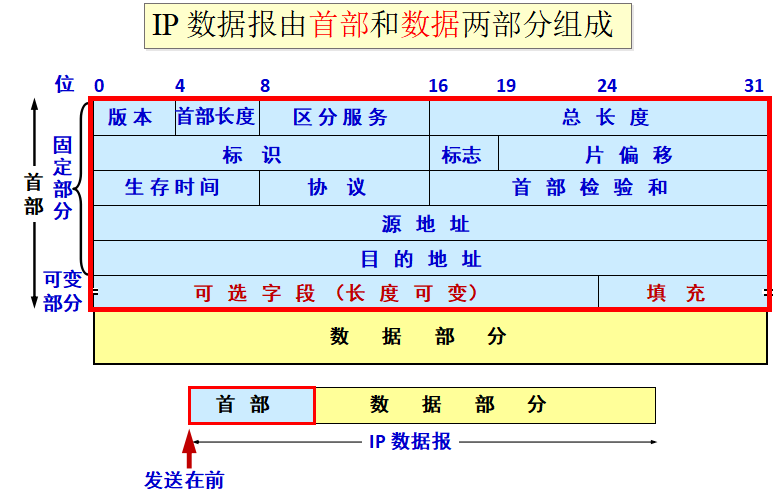 IP 数据报由首部和数据两部分组成
位 0 4 8 16 19 24 31
版本 首部长度 区分服务 总长度
标识 标志 片偏移
生存时间 协议 首部检验和
源地址
目的地址
可选字段（长度可变） 填充
数据部分
首部
固定部分
可变部分
首部 数据部分
IP 数据报
发送在前